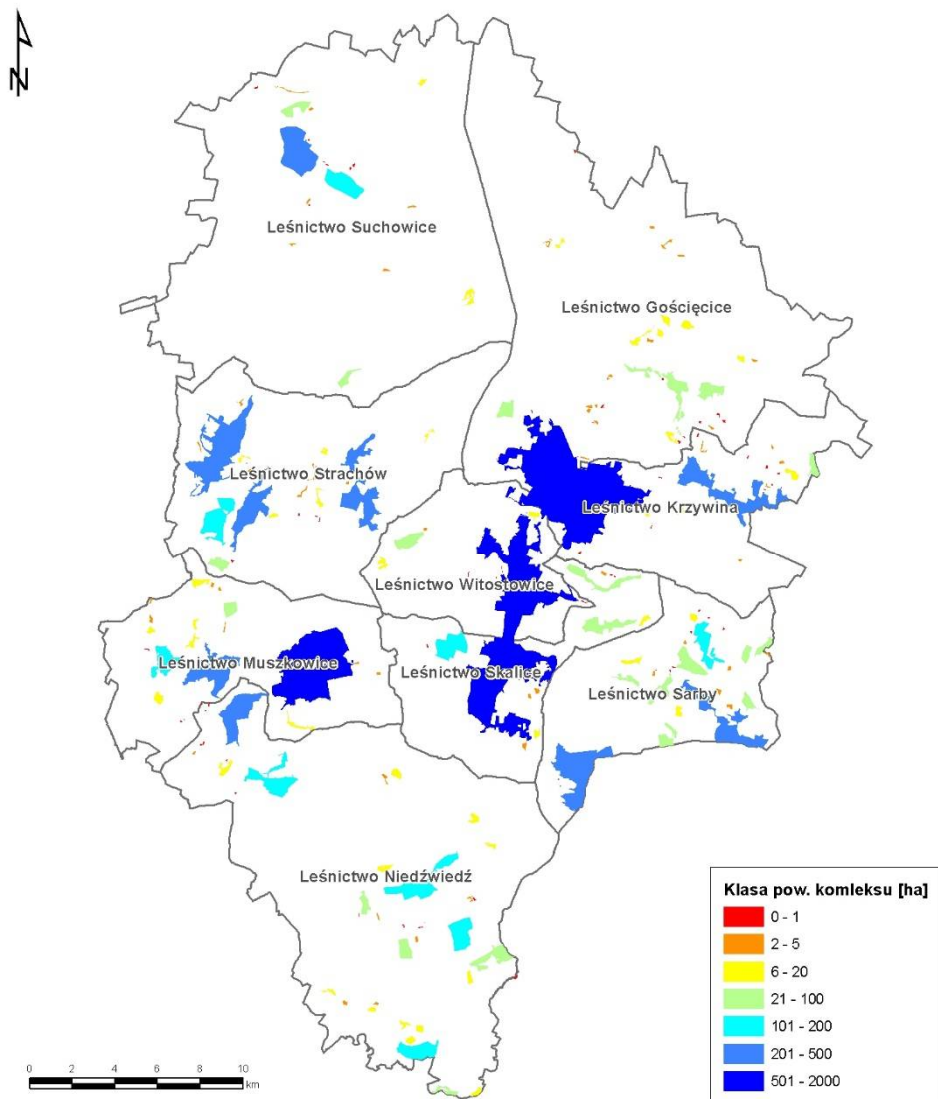 N
Leśnictwo Suchowice
Leśnictwo Gościęcice
Leśnictwo Strachów
Leśnictwo Krzywina
Leśnictwo Witostowice
Leśnictwo Muszkowice
Leśnictwo Skalice
Leśnictwo Sarby
Leśnictwo Niedźwiedź
Klasa pow. komleksu [ha]
0 - 1
2 - 5
6 - 20
21 - 100
101 - 200
201 - 500
501 - 2000
0 2 4 6 8 10
km